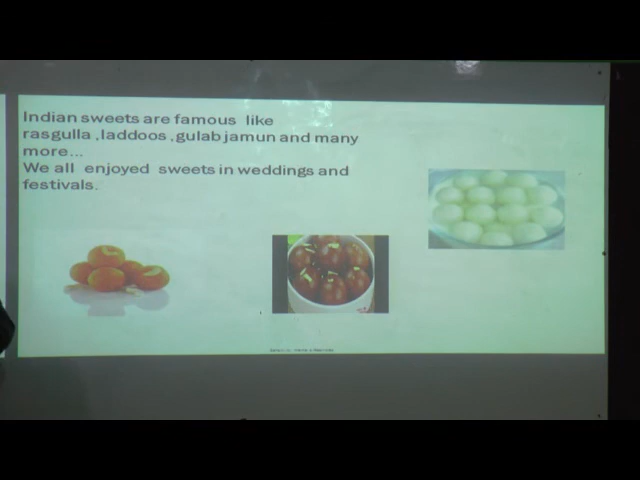 Indian sweets are famous like
rasgulla ,laddoos ,gulab jamun and many
more...
We all enjoyed sweets in weddings and
festivals.